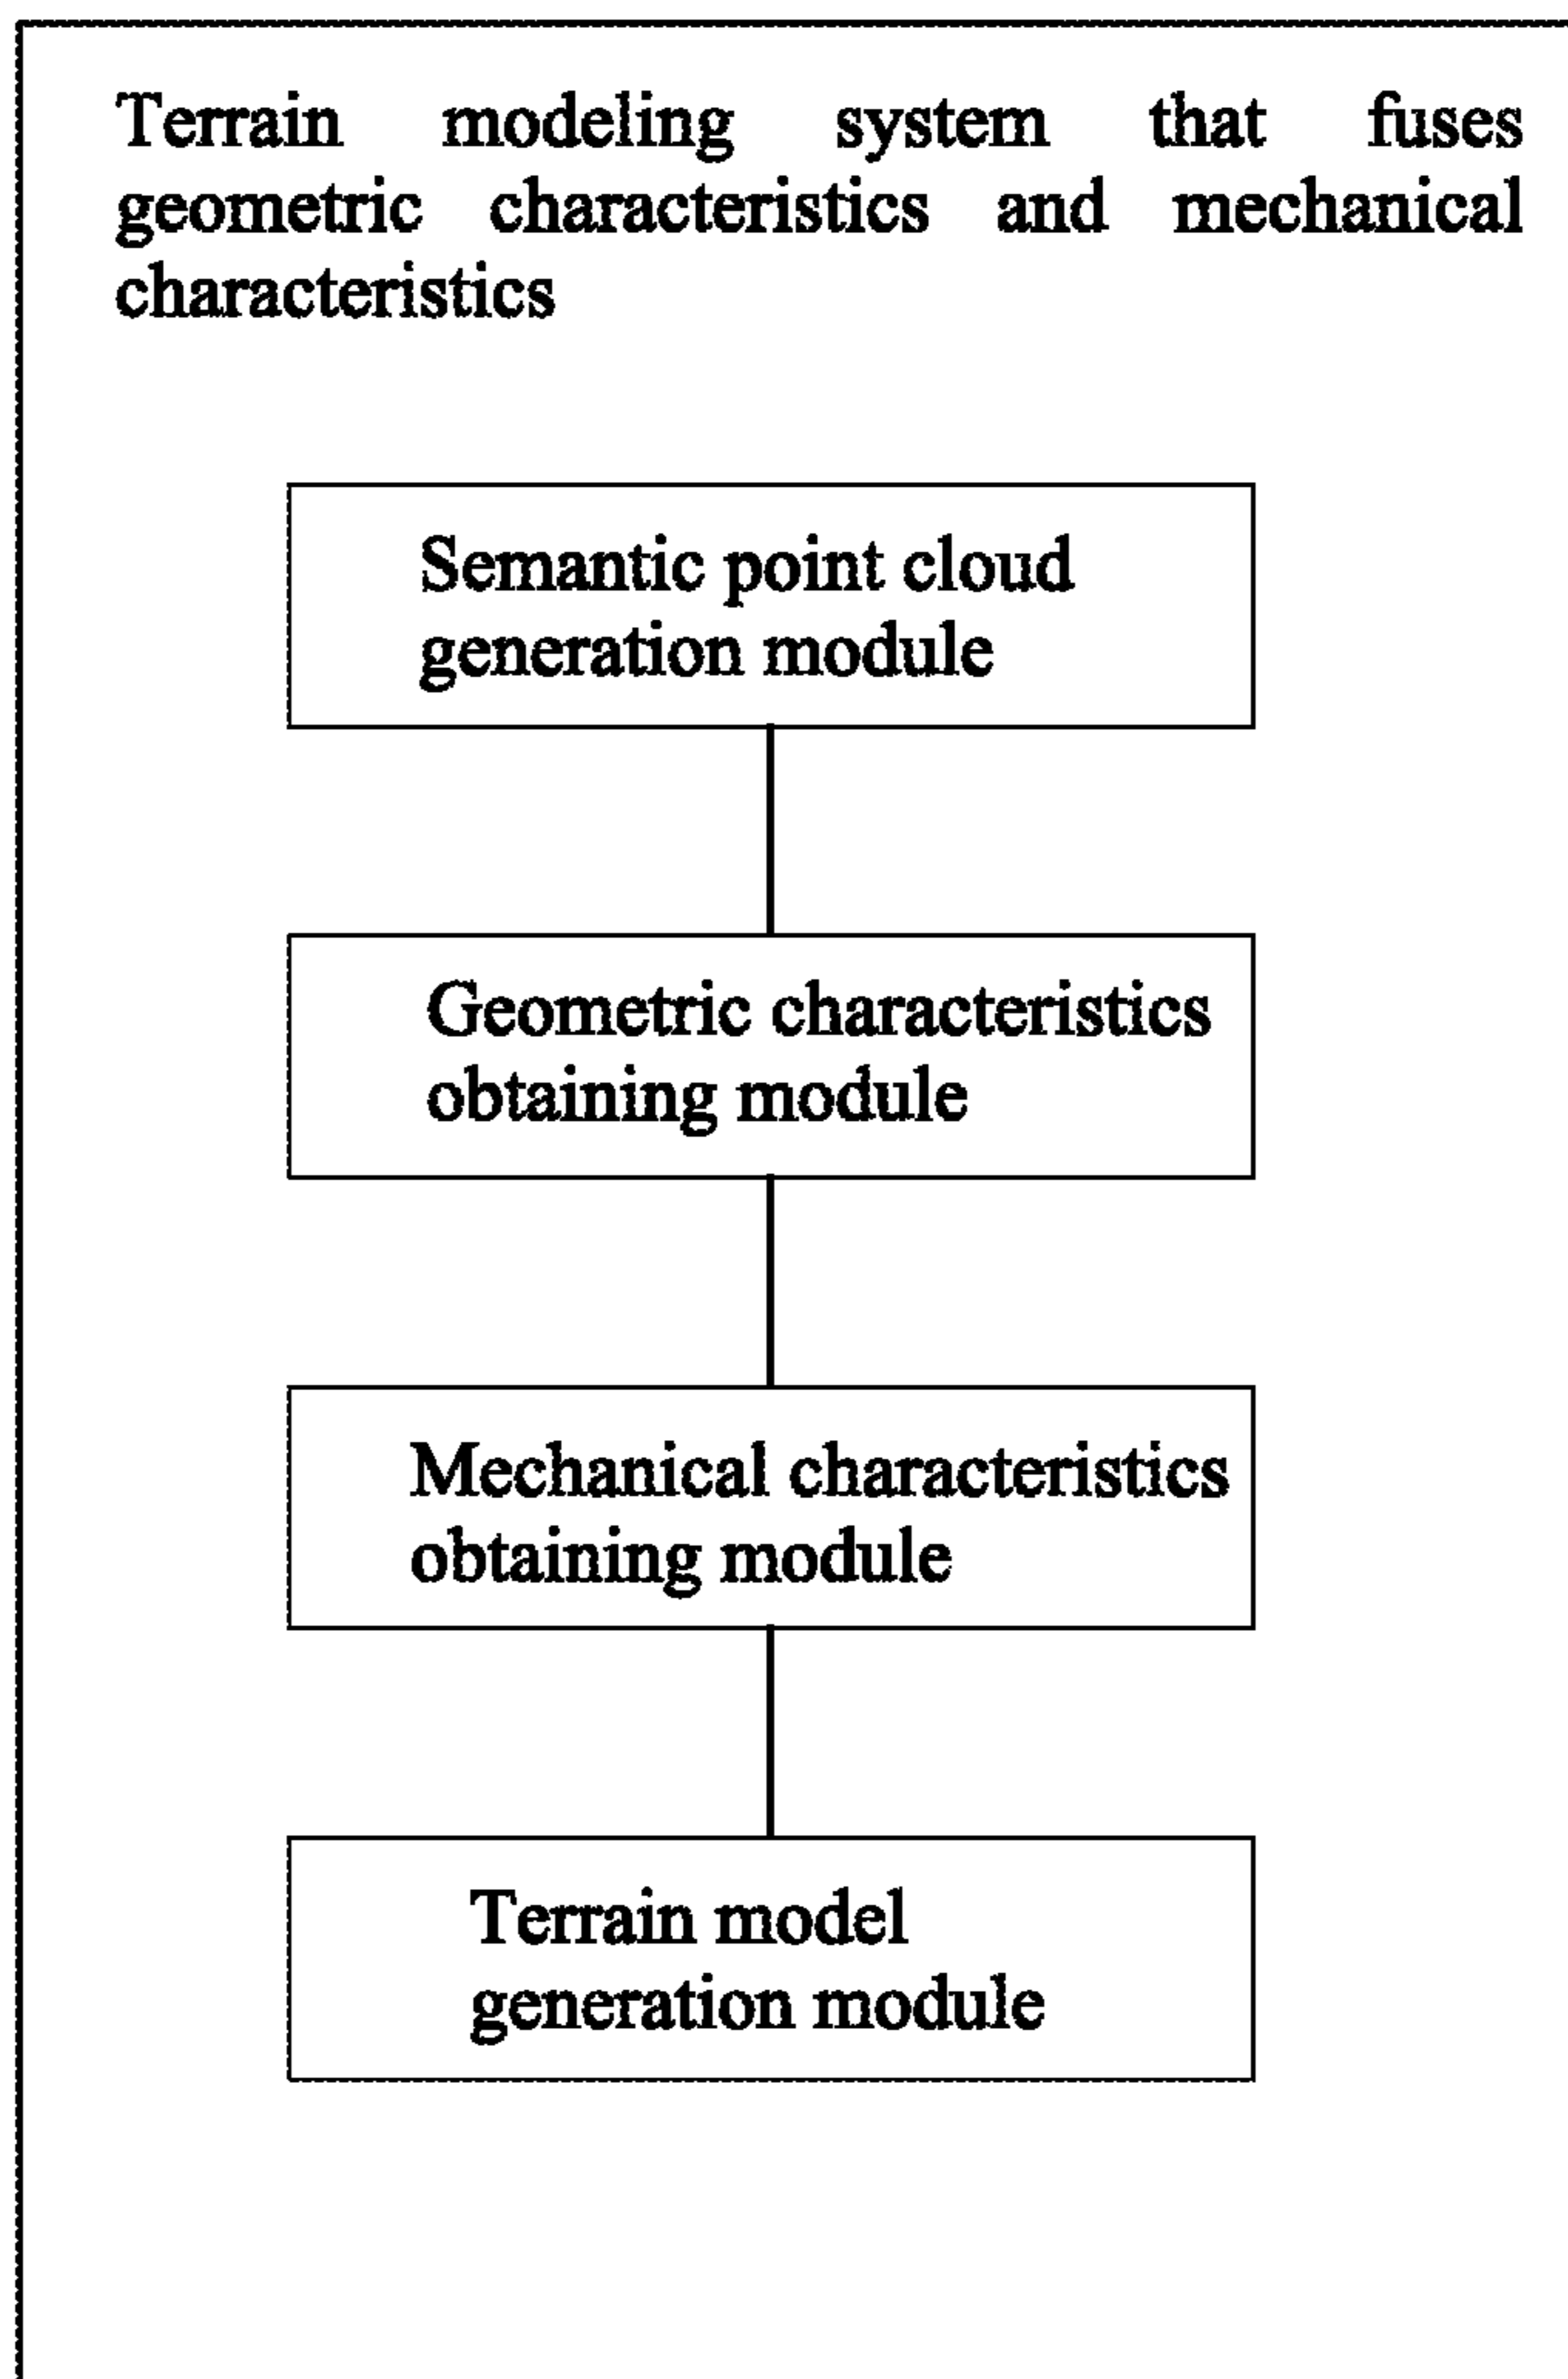 Terrain modeling system that fuses
geometric characteristics and mechanical
characteristics
Semantic point cloud
generation module
Geometric characteristics
obtaining module
Mechanical characteristics
obtaining module
Terrain model
generation module